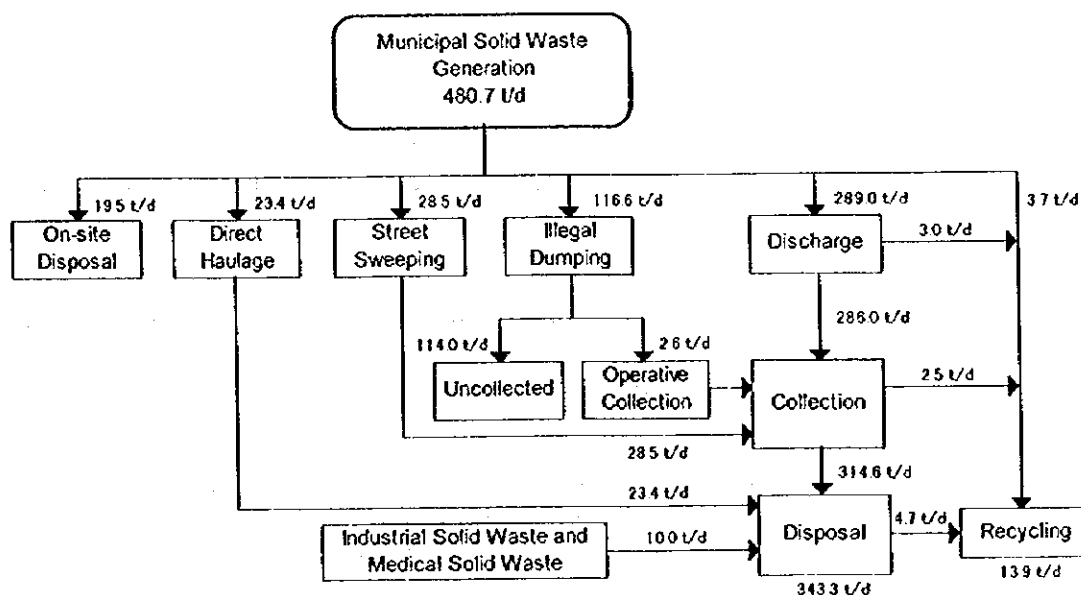 Municipal Solid Waste
Generation
480.7 t/d
19.5 t/d
23.4 t/d
28.5 t/d
116.6 t/d
289.0 t/d
3.7 t/d
On-site
Disposal
Direct
Haulage
Street
Sweeping
Illegal
Dumping
Discharge
3.0 t/d
286.0 t/d
114.0 t/d
2.6 t/d
Uncollected
Operative
Collection
Collection
2.5 t/d
28.5 t/d
314.6 t/d
23.4 t/d
Industrial Solid Waste and
Medical Solid Waste
10.0 t/d
Disposal
4.7 t/d
Recycling
343.3 t/d
13.9 t/d